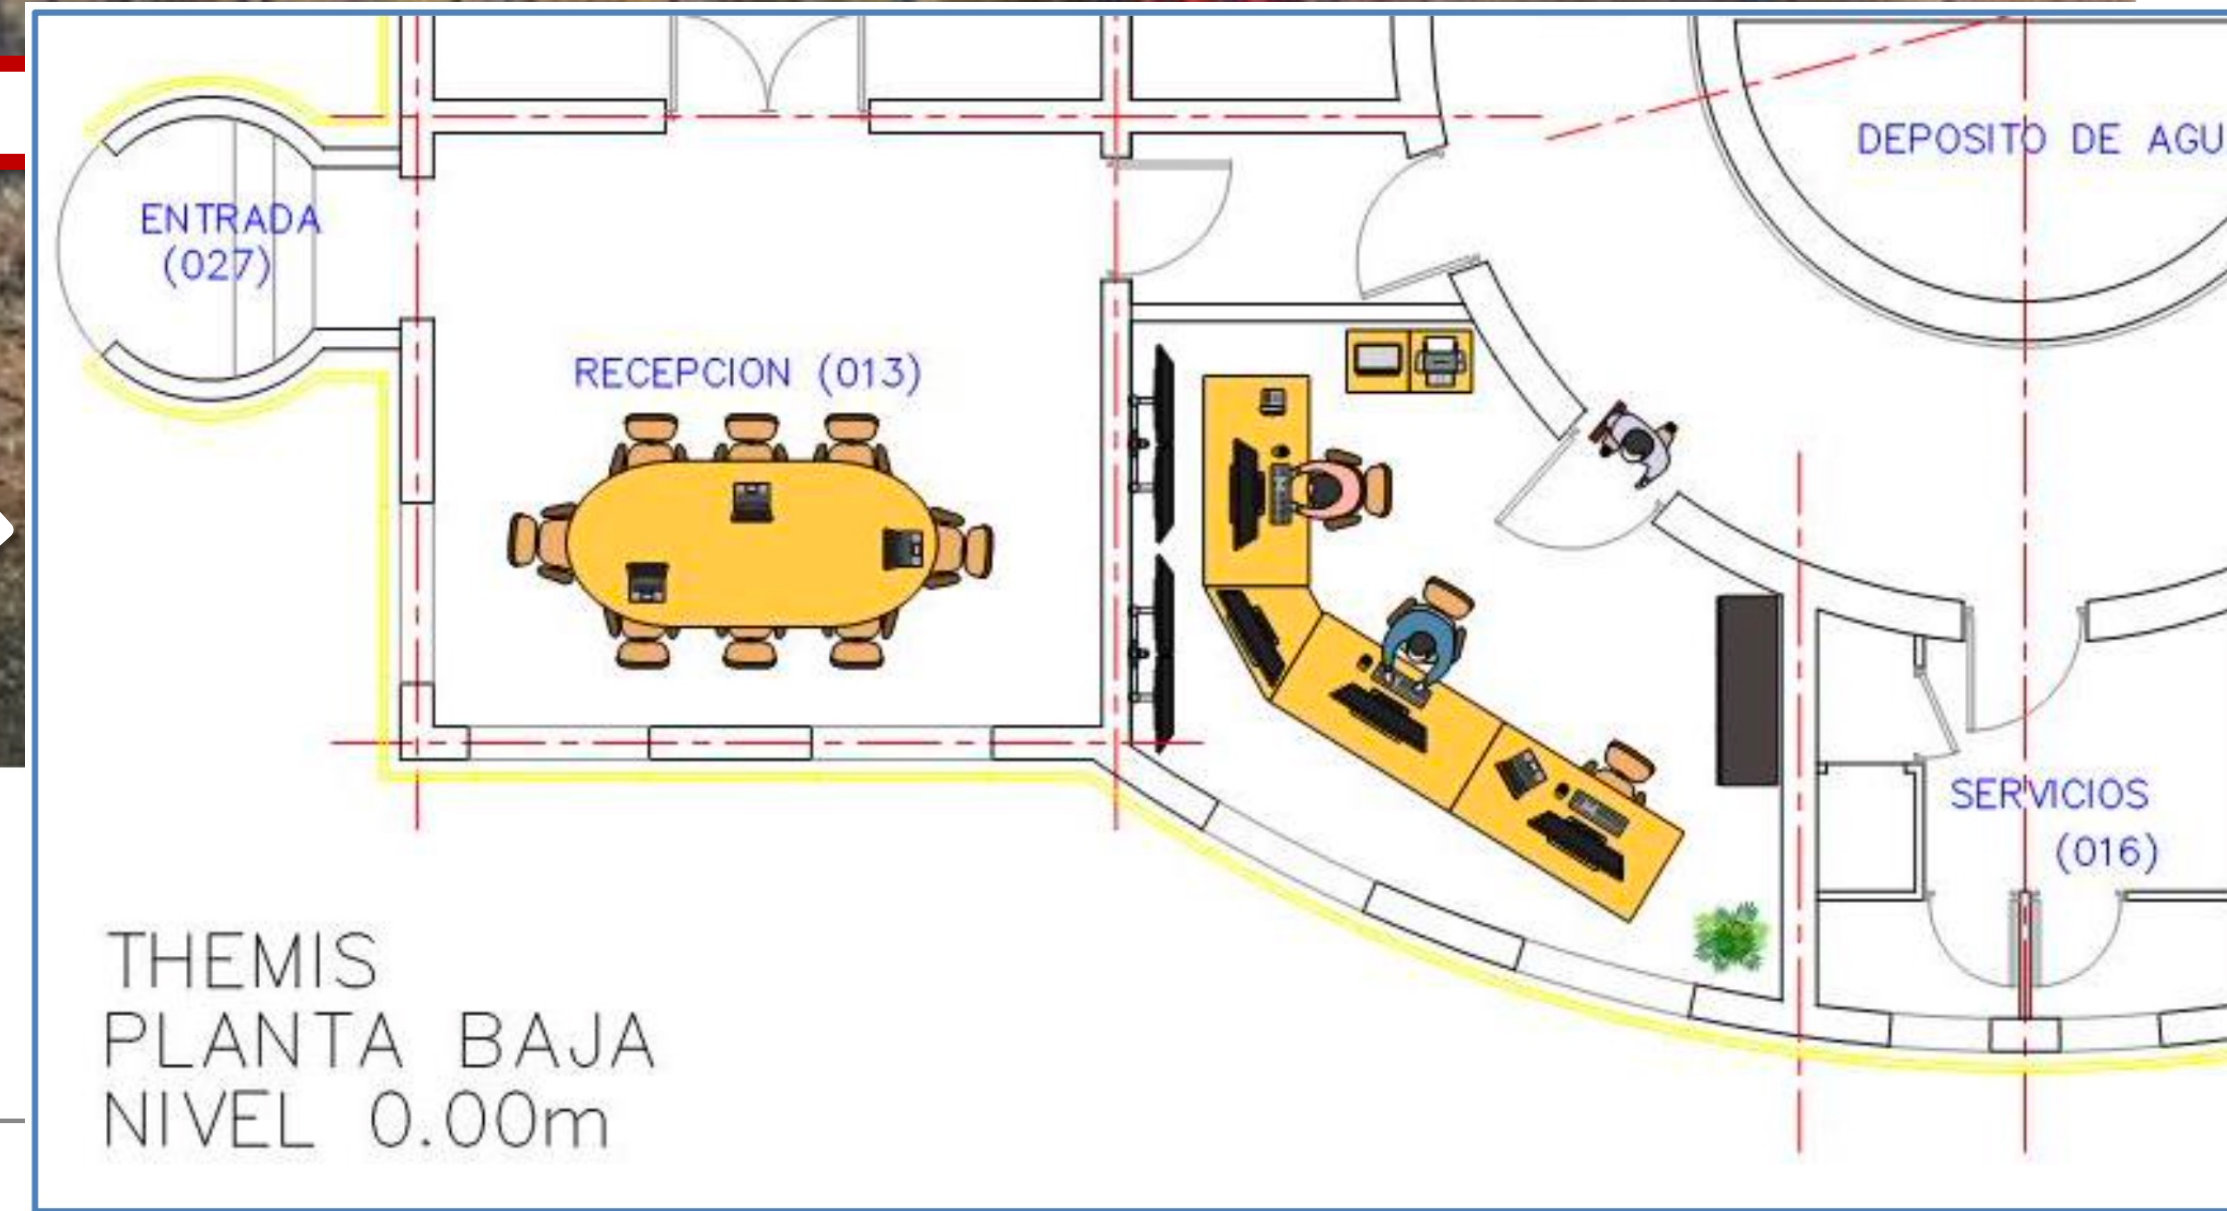 DEPOSITO DE AGU
ENTRADA
(027)
RECEPCION (013)
SERVICIOS
(016)
THEMIS
PLANTA BAJA
NIVEL 0.00m